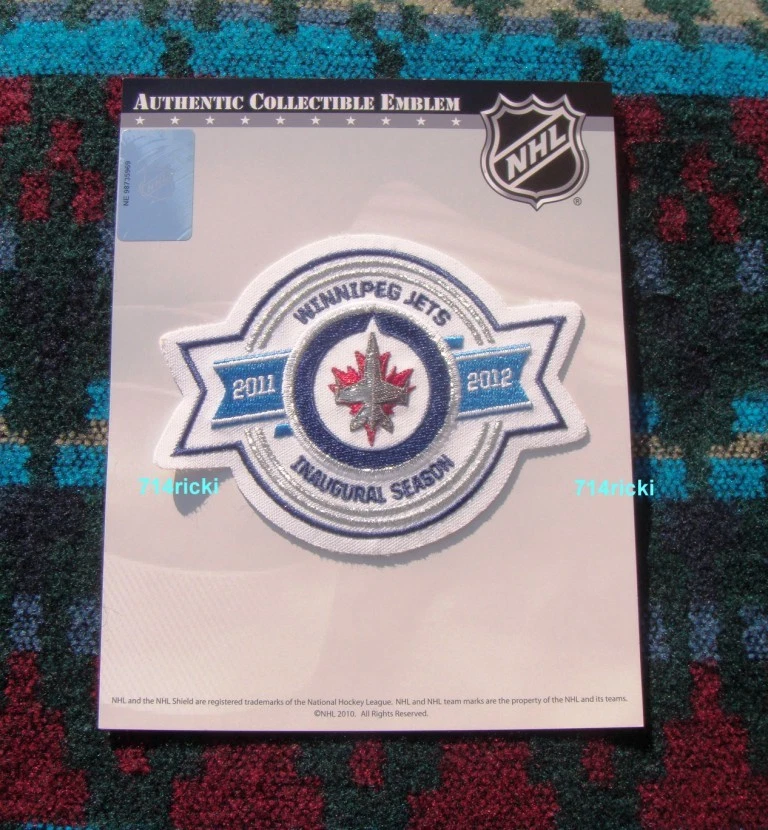 AUTHENTIC COLLECTIBLE EMBLEM
NHL
®
WINNIPEG JETS
2011 2012
INAUGURAL SEASON
714ricki 714ricki
NHL and the NHL Shield are registered trademarks of the National Hockey League. NHL and NHL team marks are the property of the NHL and its teams.
©NHL 2010. All Rights Reserved.